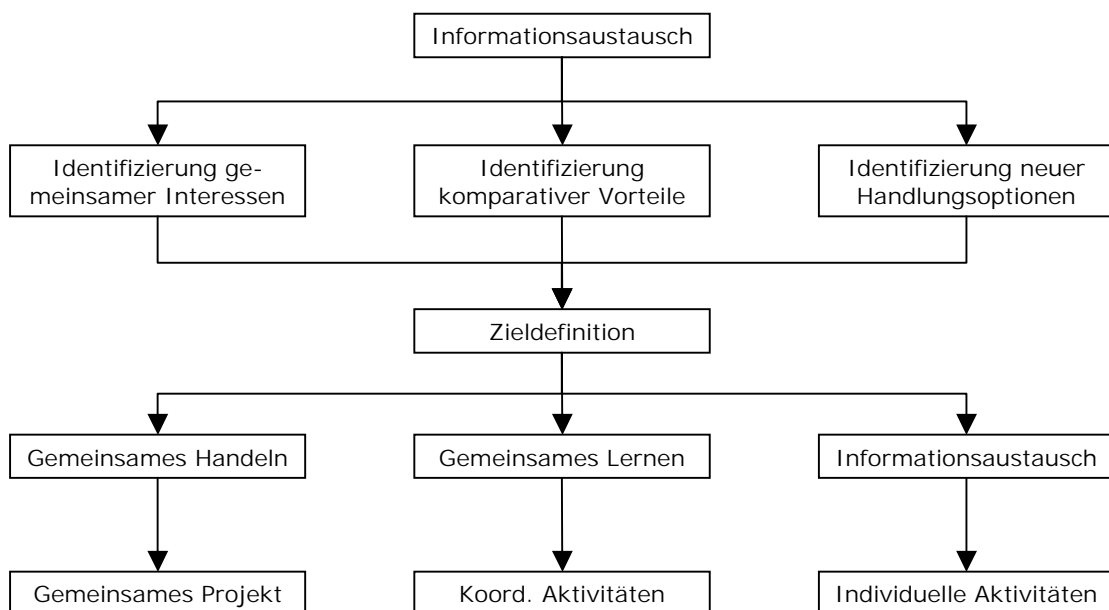 Informationsaustausch
Identifizierung ge-
meinsamer Interessen
Identifizierung
komparativer Vorteile
Identifizierung neuer
Handlungsoptionen
Zieldefinition
Gemeinsames Handeln
Gemeinsames Lernen
Informationsaustausch
Gemeinsames Projekt
Koord. Aktivitäten
Individuelle Aktivitäten